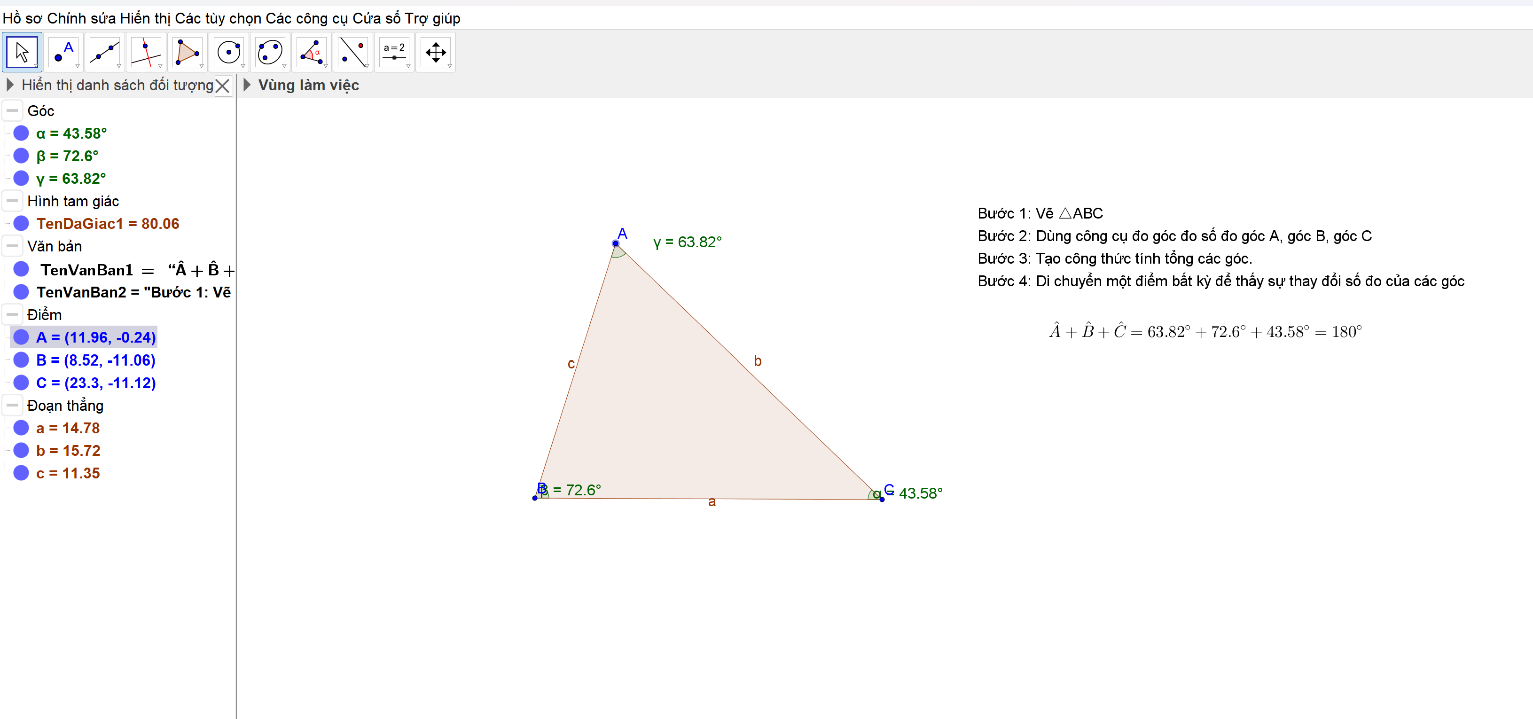 Hồ sơ Chỉnh sửa Hiển thị Các tùy chọn Các công cụ Cửa sổ Trợ giúp
A
α
a=2
Hiển thị danh sách đối tượng
Vùng làm việc
Góc
α = 43.58°
β = 72.6°
γ = 63.82°
Hình tam giác
TenDaGiac1 = 80.06
Văn bản
TenVanBan1 = “Â + B̂ +
TenVanBan2 = "Bước 1: Vẽ
Điểm
A = (11.96, -0.24)
B = (8.52, -11.06)
C = (23.3, -11.12)
Đoạn thẳng
a = 14.78
b = 15.72
c = 11.35
A
γ = 63.82°
c
b
B
β = 72.6°
a
C
α = 43.58°
Bước 1: Vẽ △ABC
Bước 2: Dùng công cụ đo góc đo số đo góc A, góc B, góc C
Bước 3: Tạo công thức tính tổng các góc.
Bước 4: Di chuyển một điểm bất kỳ để thấy sự thay đổi số đo của các góc
Â + B̂ + Ĉ = 63.82° + 72.6° + 43.58° = 180°